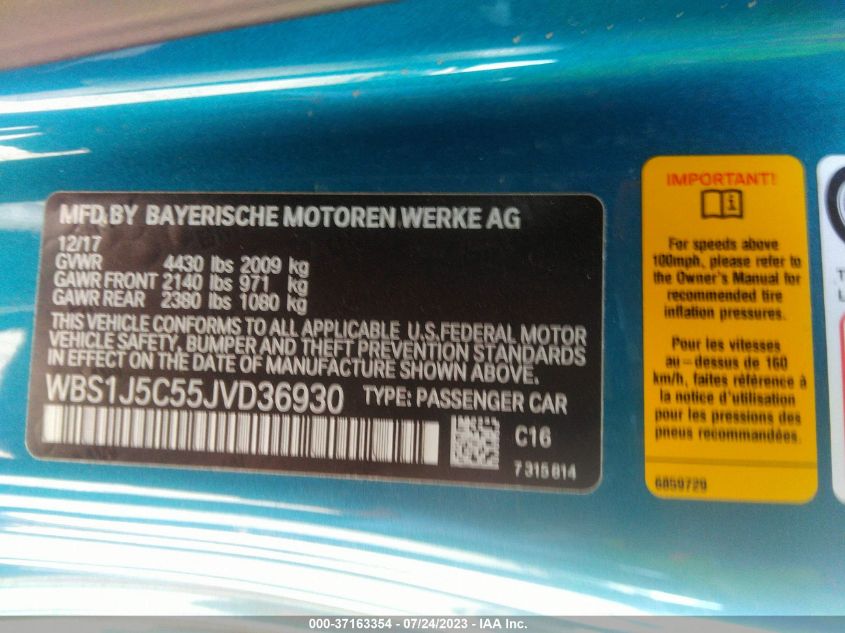 MFD.BY BAYERISCHE MOTOREN WERKE AG
12/17
GVWR 4430 lbs 2009 kg
GAWR FRONT 2140 lbs 971 kg
GAWR REAR 2380 lbs 1080 kg
THIS VEHICLE CONFORMS TO ALL APPLICABLE U.S.FEDERAL MOTOR
VEHICLE SAFETY, BUMPER AND THEFT PREVENTION STANDARDS
IN EFFECT ON THE DATE OF MANUFACTURE SHOWN ABOVE.
WBS1J5C55JVD36930 TYPE: PASSENGER CAR
C16
7 315 814
IMPORTANT!
For speeds above
100mph, please refer to
the Owner's Manual for
recommended tire
inflation pressures.
Pour les vitesses
au-dessus de 160
km/h, faites référence à
la notice d'utilisation
pour les pressions des
pneus recommandées.
6859729
000-37163354 / 07/24/2023 - IAA Inc.